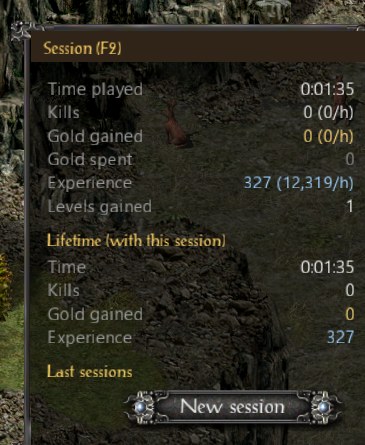 Session (F2)
Time played 0:01:35
Kills 0 (0/h)
Gold gained 0 (0/h)
Gold spent 0
Experience 327 (12,319/h)
Levels gained 1
Lifetime (with this session)
Time 0:01:35
Kills 0
Gold gained 0
Experience 327
Last sessions
New session